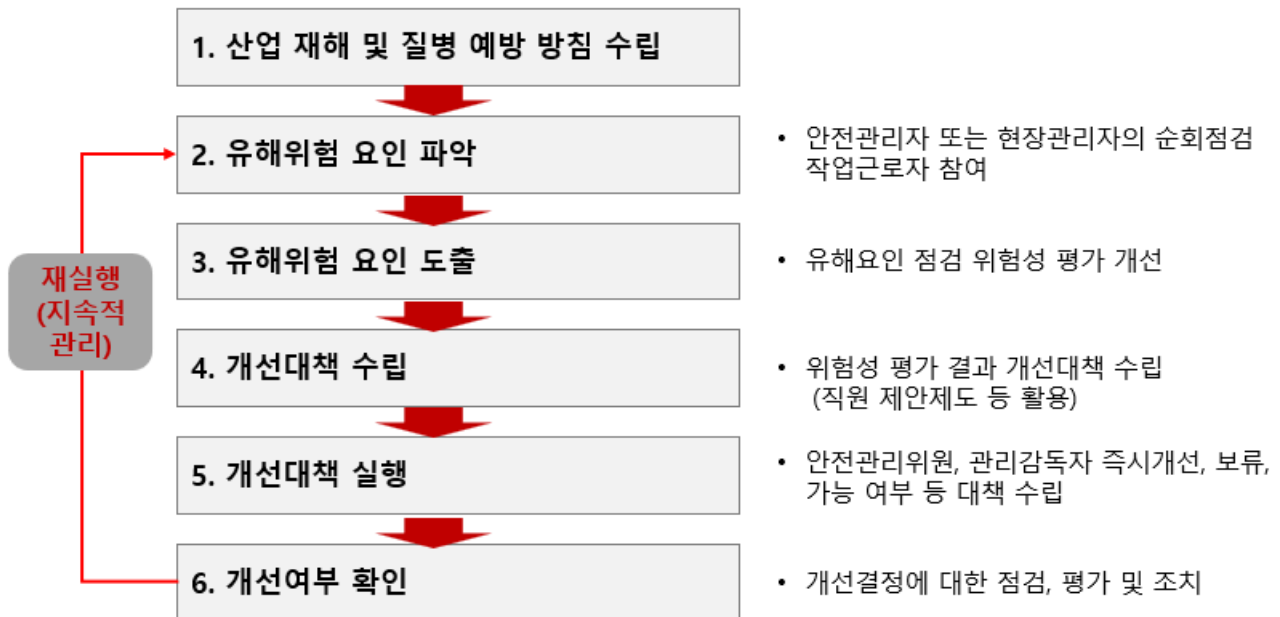 1. 산업 재해 및 질병 예방 방침 수립
2. 유해위험 요인 파악
• 안전관리자 또는 현장관리자의 순회점검
작업근로자 참여
3. 유해위험 요인 도출
• 유해요인 점검 위험성 평가 개선
재실행
(지속적
관리)
4. 개선대책 수립
• 위험성 평가 결과 개선대책 수립
(직원 제안제도 등 활용)
5. 개선대책 실행
• 안전관리위원, 관리감독자 즉시개선, 보류,
가능 여부 등 대책 수립
6. 개선여부 확인
• 개선결정에 대한 점검, 평가 및 조치